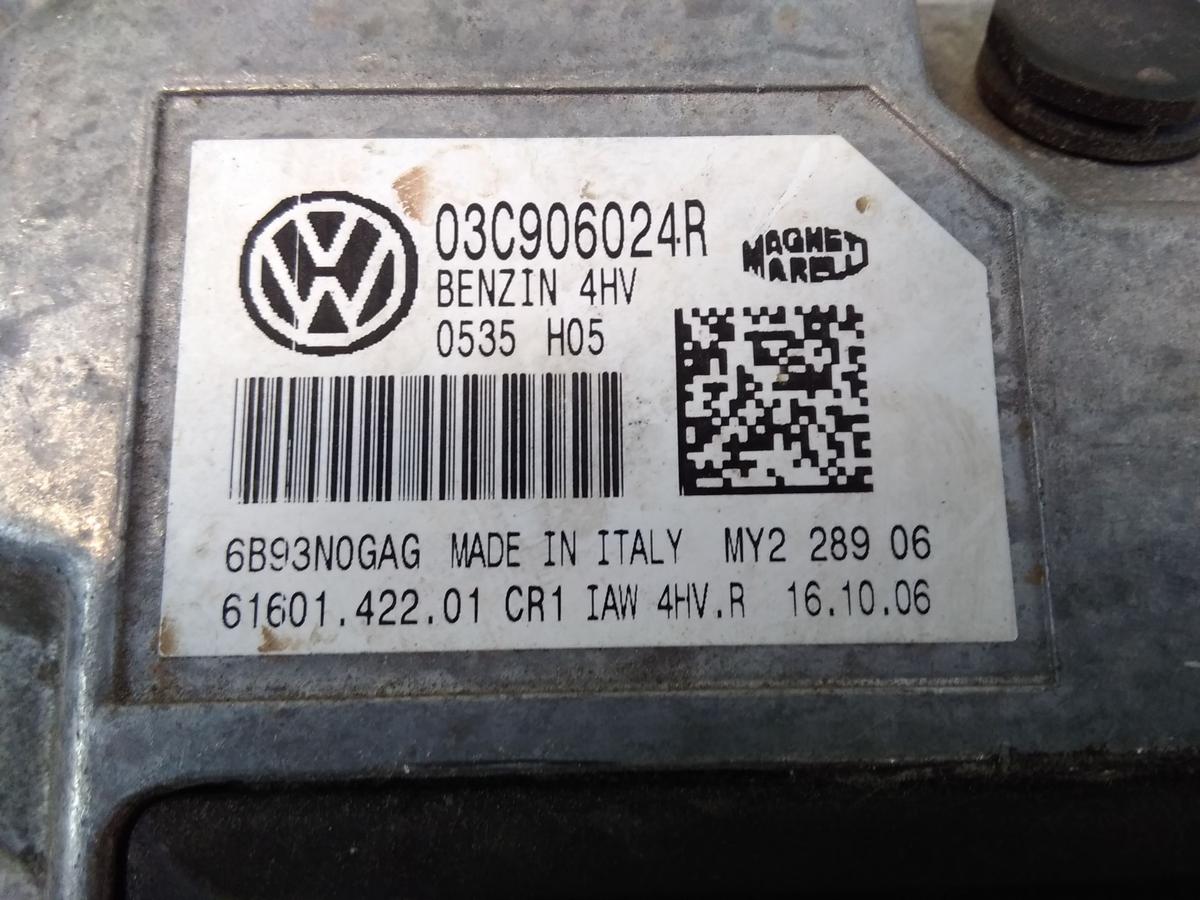 03C906024R
BENZIN 4HV
0535 H05
MAGNETI
MARELLI
6B93N0GAG MADE IN ITALY MY2 289 06
61601.422.01 CR1 IAW 4HV.R 16.10.06